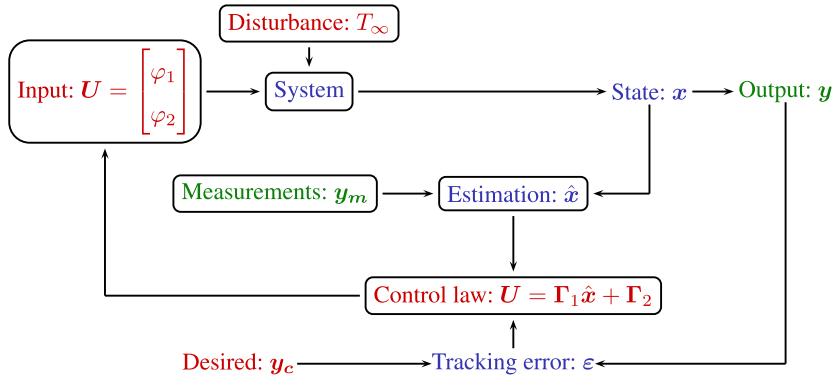 Disturbance: T∞
Input: U = [φ1 φ2]
System
State: x
Output: y
Measurements: ym
Estimation: x̂
Control law: U = Γ1x̂ + Γ2
Desired: yc
Tracking error: ε